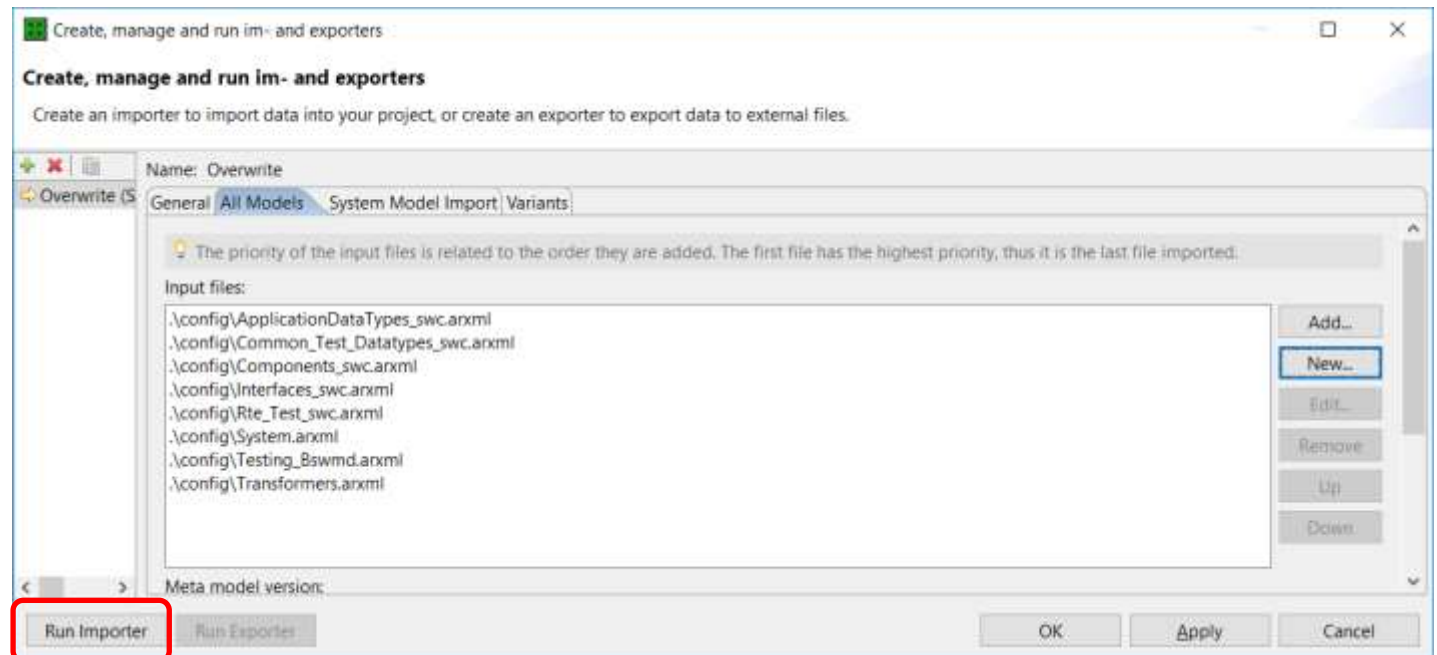 Create, manage and run im- and exporters
Create, manage and run im- and exporters
Create an importer to import data into your project, or create an exporter to export data to external files.
Name: Overwrite
Overwrite (S
General All Models System Model Import Variants
The priority of the input files is related to the order they are added. The first file has the highest priority, thus it is the last file imported.
Input files:
.\config\ApplicationDataTypes_swc.arxml
.\config\Common_Test_Datatypes_swc.arxml
.\config\Components_swc.arxml
.\config\Interfaces_swc.arxml
.\config\Rte_Test_swc.arxml
.\config\System.arxml
.\config\Testing_Bswmd.arxml
.\config\Transformers.arxml
Add...
New...
Edit...
Remove
Up
Down
Meta model version:
Run Importer Run Exporter OK Apply Cancel